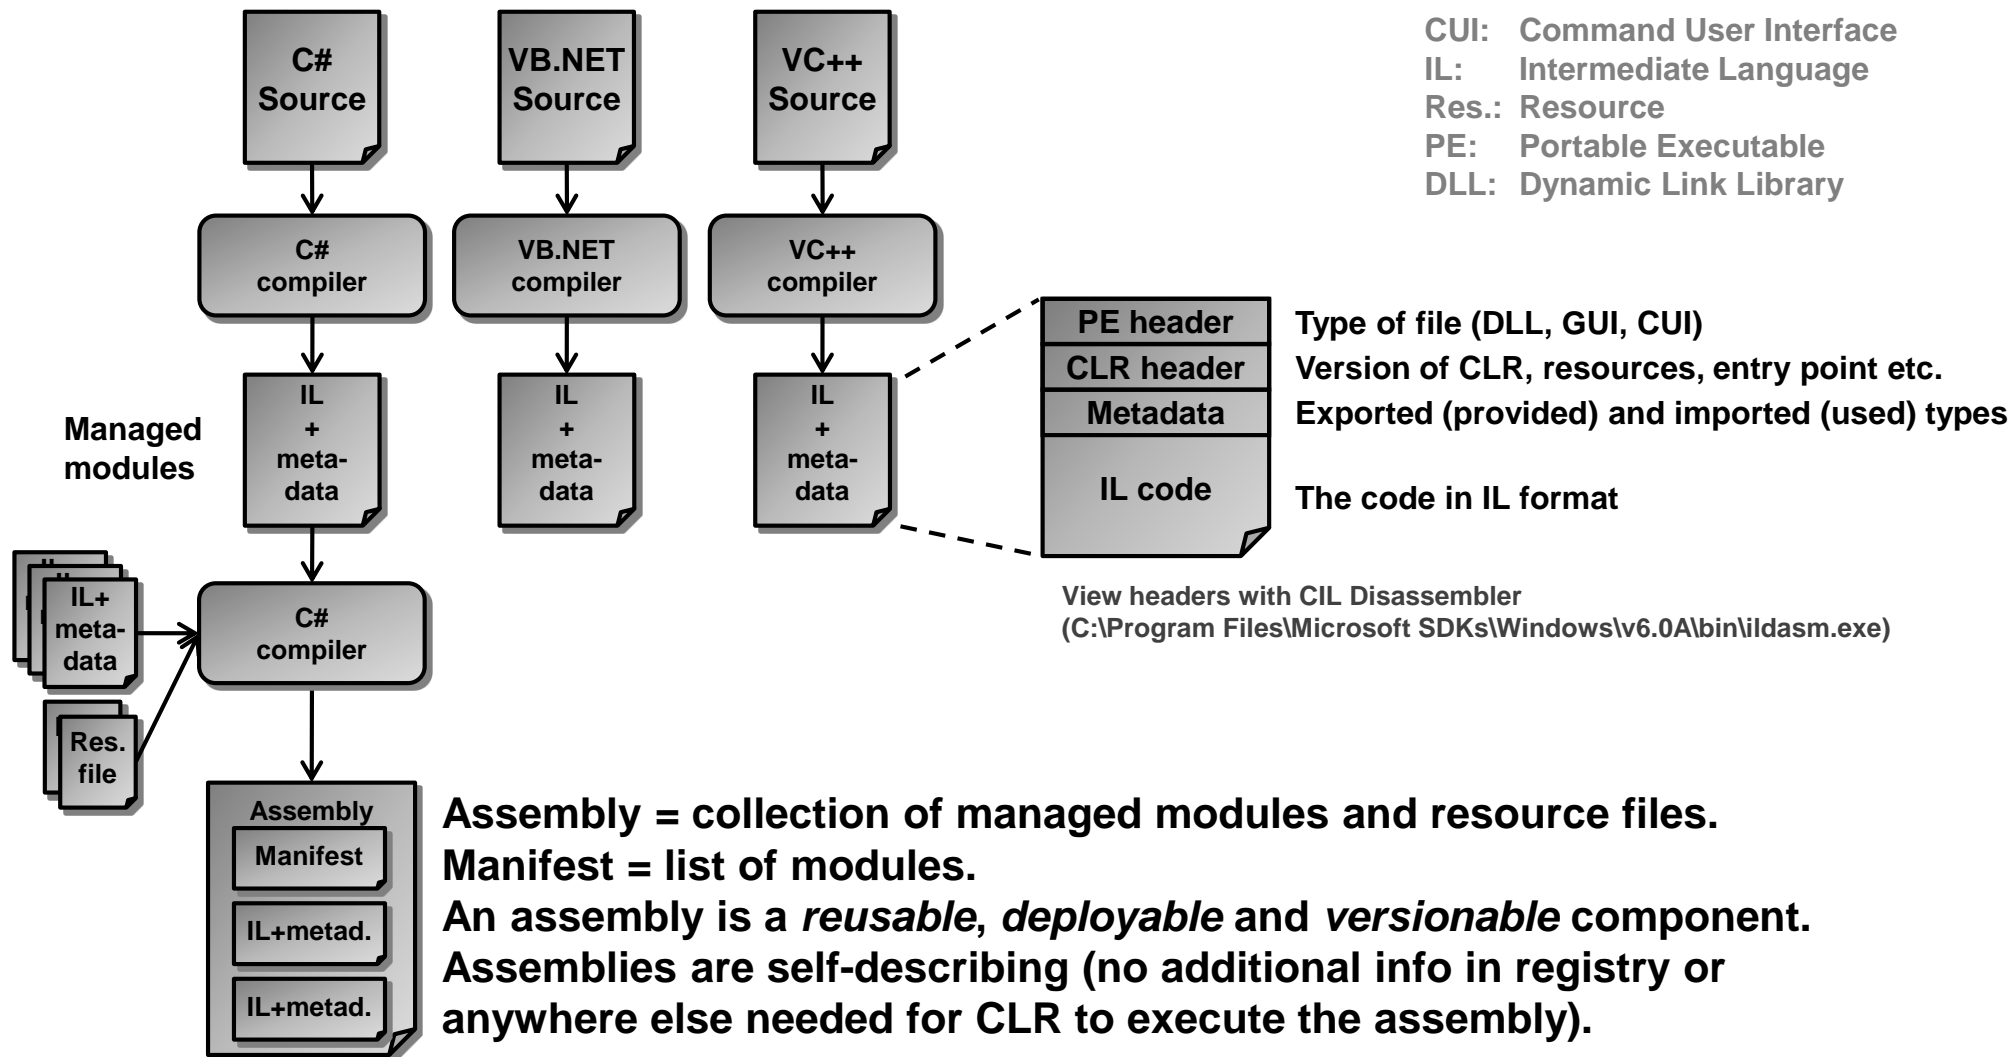 C#
Source
VB.NET
Source
VC++
Source
CUI: Command User Interface
IL: Intermediate Language
Res.: Resource
PE: Portable Executable
DLL: Dynamic Link Library
C#
compiler
VB.NET
compiler
VC++
compiler
Managed
modules
IL
+
meta-
data
IL
+
meta-
data
IL
+
meta-
data
PE header
Type of file (DLL, GUI, CUI)
CLR header
Version of CLR, resources, entry point etc.
Metadata
Exported (provided) and imported (used) types
IL code
The code in IL format
View headers with CIL Disassembler
(C:\Program Files\Microsoft SDKs\Windows\v6.0A\bin\ildasm.exe)
IL+
meta-
data
C#
compiler
Res.
file
Assembly
Manifest
IL+metad.
IL+metad.
Assembly = collection of managed modules and resource files.
Manifest = list of modules.
An assembly is a reusable, deployable and versionable component.
Assemblies are self-describing (no additional info in registry or
anywhere else needed for CLR to execute the assembly).